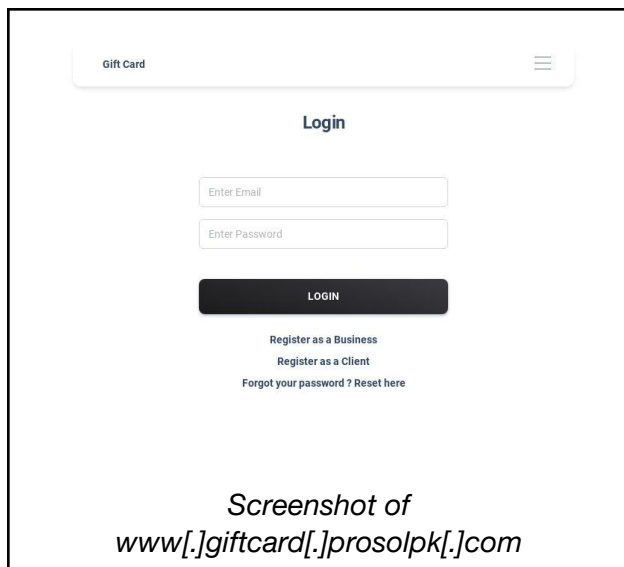 Gift Card
Login
Enter Email
Enter Password
LOGIN
Register as a Business
Register as a Client
Forgot your password ? Reset here
Screenshot of
www[.]giftcard[.]prosolpk[.]com